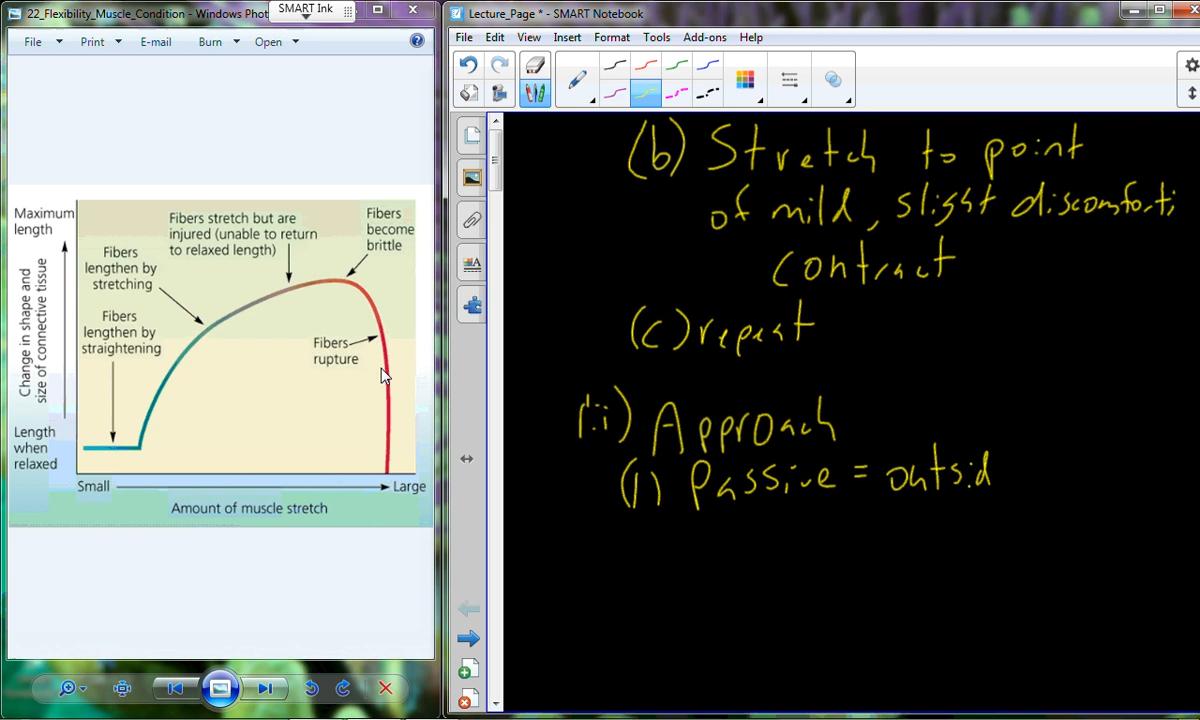 22_Flexibility_Muscle_Condition - Windows Phot
SMART Ink
File Print E-mail Burn Open
Maximum length
Change in shape and size of connective tissue
Length when relaxed
Fibers lengthen by straightening
Fibers lengthen by stretching
Fibers stretch but are injured (unable to return to relaxed length)
Fibers become brittle
Fibers rupture
Small
Large
Amount of muscle stretch
Lecture_Page * - SMART Notebook
File Edit View Insert Format Tools Add-ons Help
(b) Stretch to point
of mild, slight discomfort;
contract
(c) repeat
(ii) Approach
(1) Passive = outsid